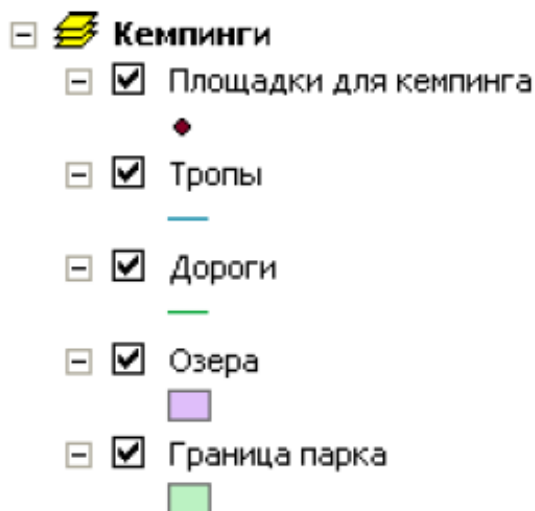 Кемпинги
Площадки для кемпинга
Тропы
Дороги
Озера
Граница парка